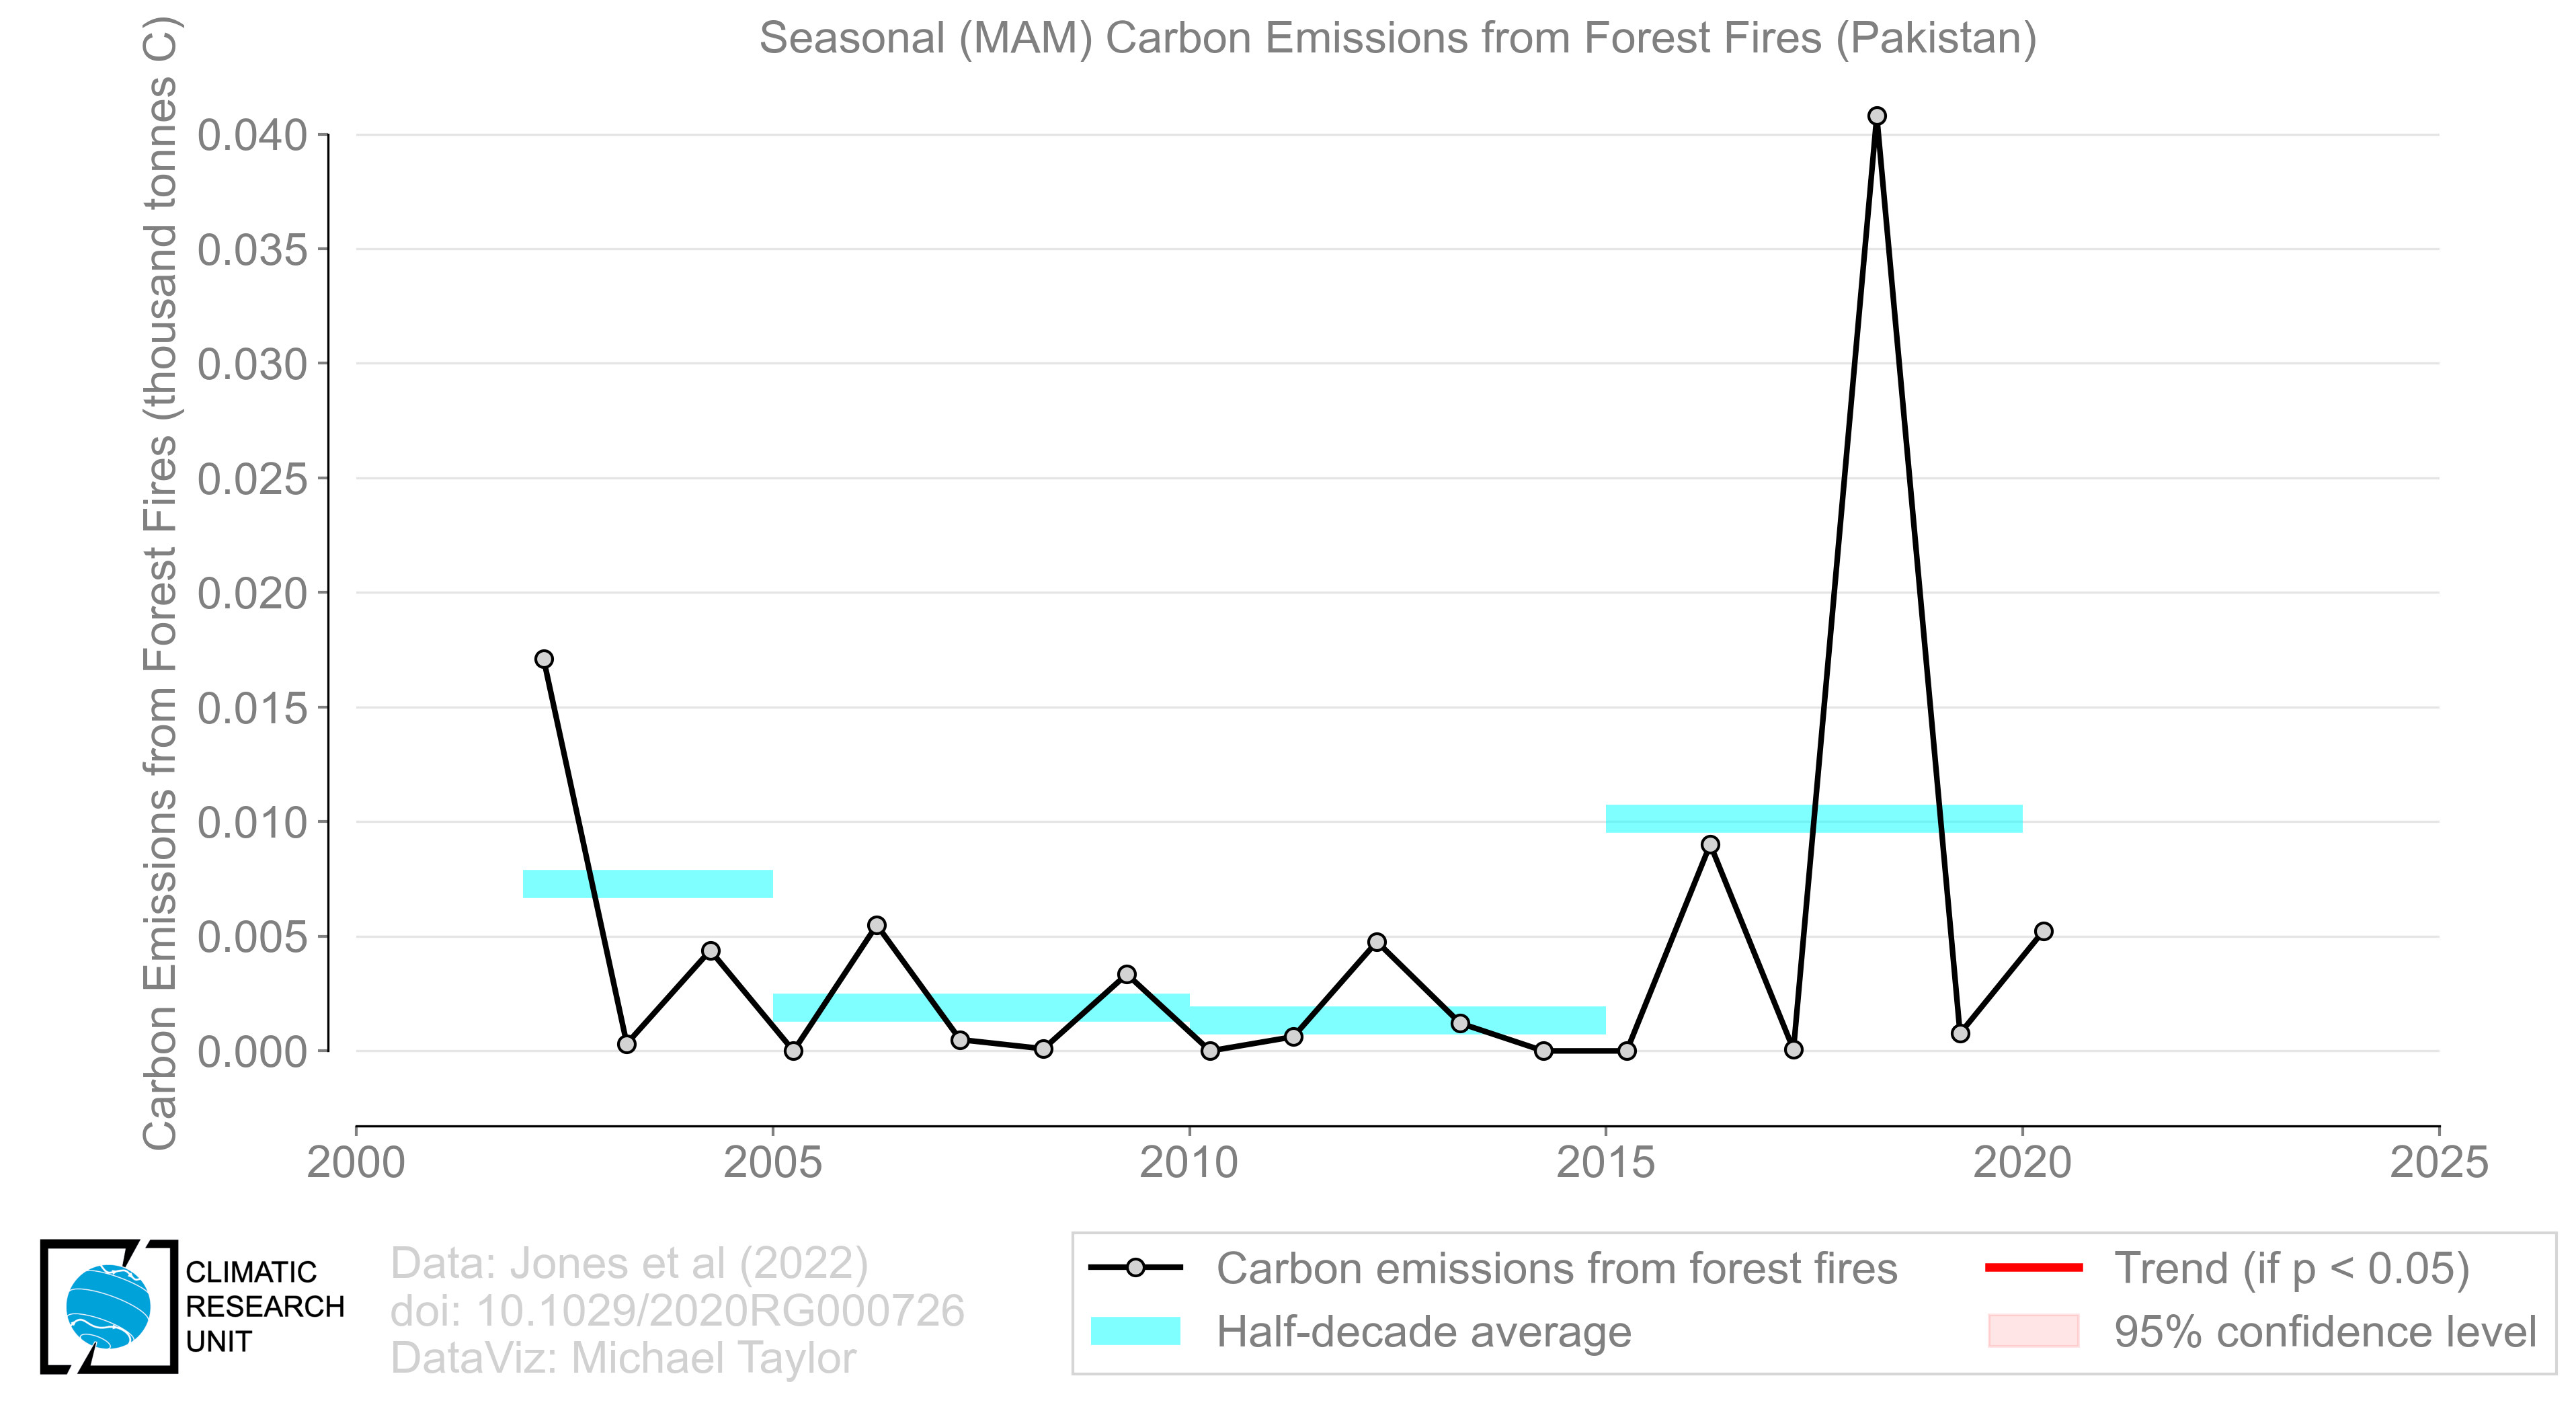 Seasonal (MAM) Carbon Emissions from Forest Fires (Pakistan)
Carbon Emissions from Forest Fires (thousand tonnes C)
0.040
0.035
0.030
0.025
0.020
0.015
0.010
0.005
0.000
2000
2005
2010
2015
2020
2025
CLIMATIC
RESEARCH
UNIT
Data: Jones et al (2022)
doi: 10.1029/2020RG000726
DataViz: Michael Taylor
Carbon emissions from forest fires
Half-decade average
Trend (if p < 0.05)
95% confidence level